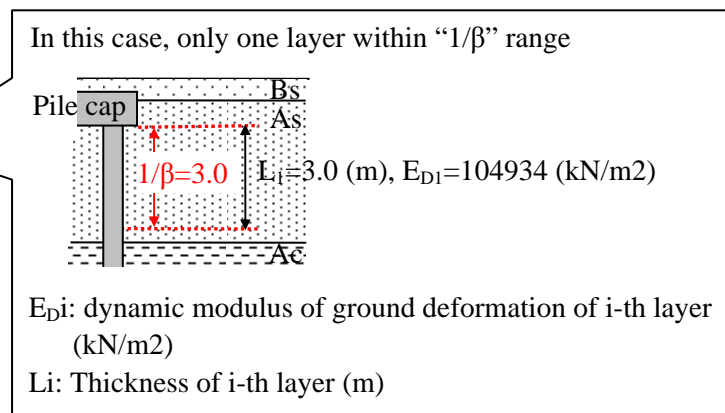 In this case, only one layer within “1/β” range
Bs
Pile cap
As
1/β=3.0
L1=3.0 (m), ED1=104934 (kN/m2)
Ac
EDi: dynamic modulus of ground deformation of i-th layer
(kN/m2)
Li: Thickness of i-th layer (m)